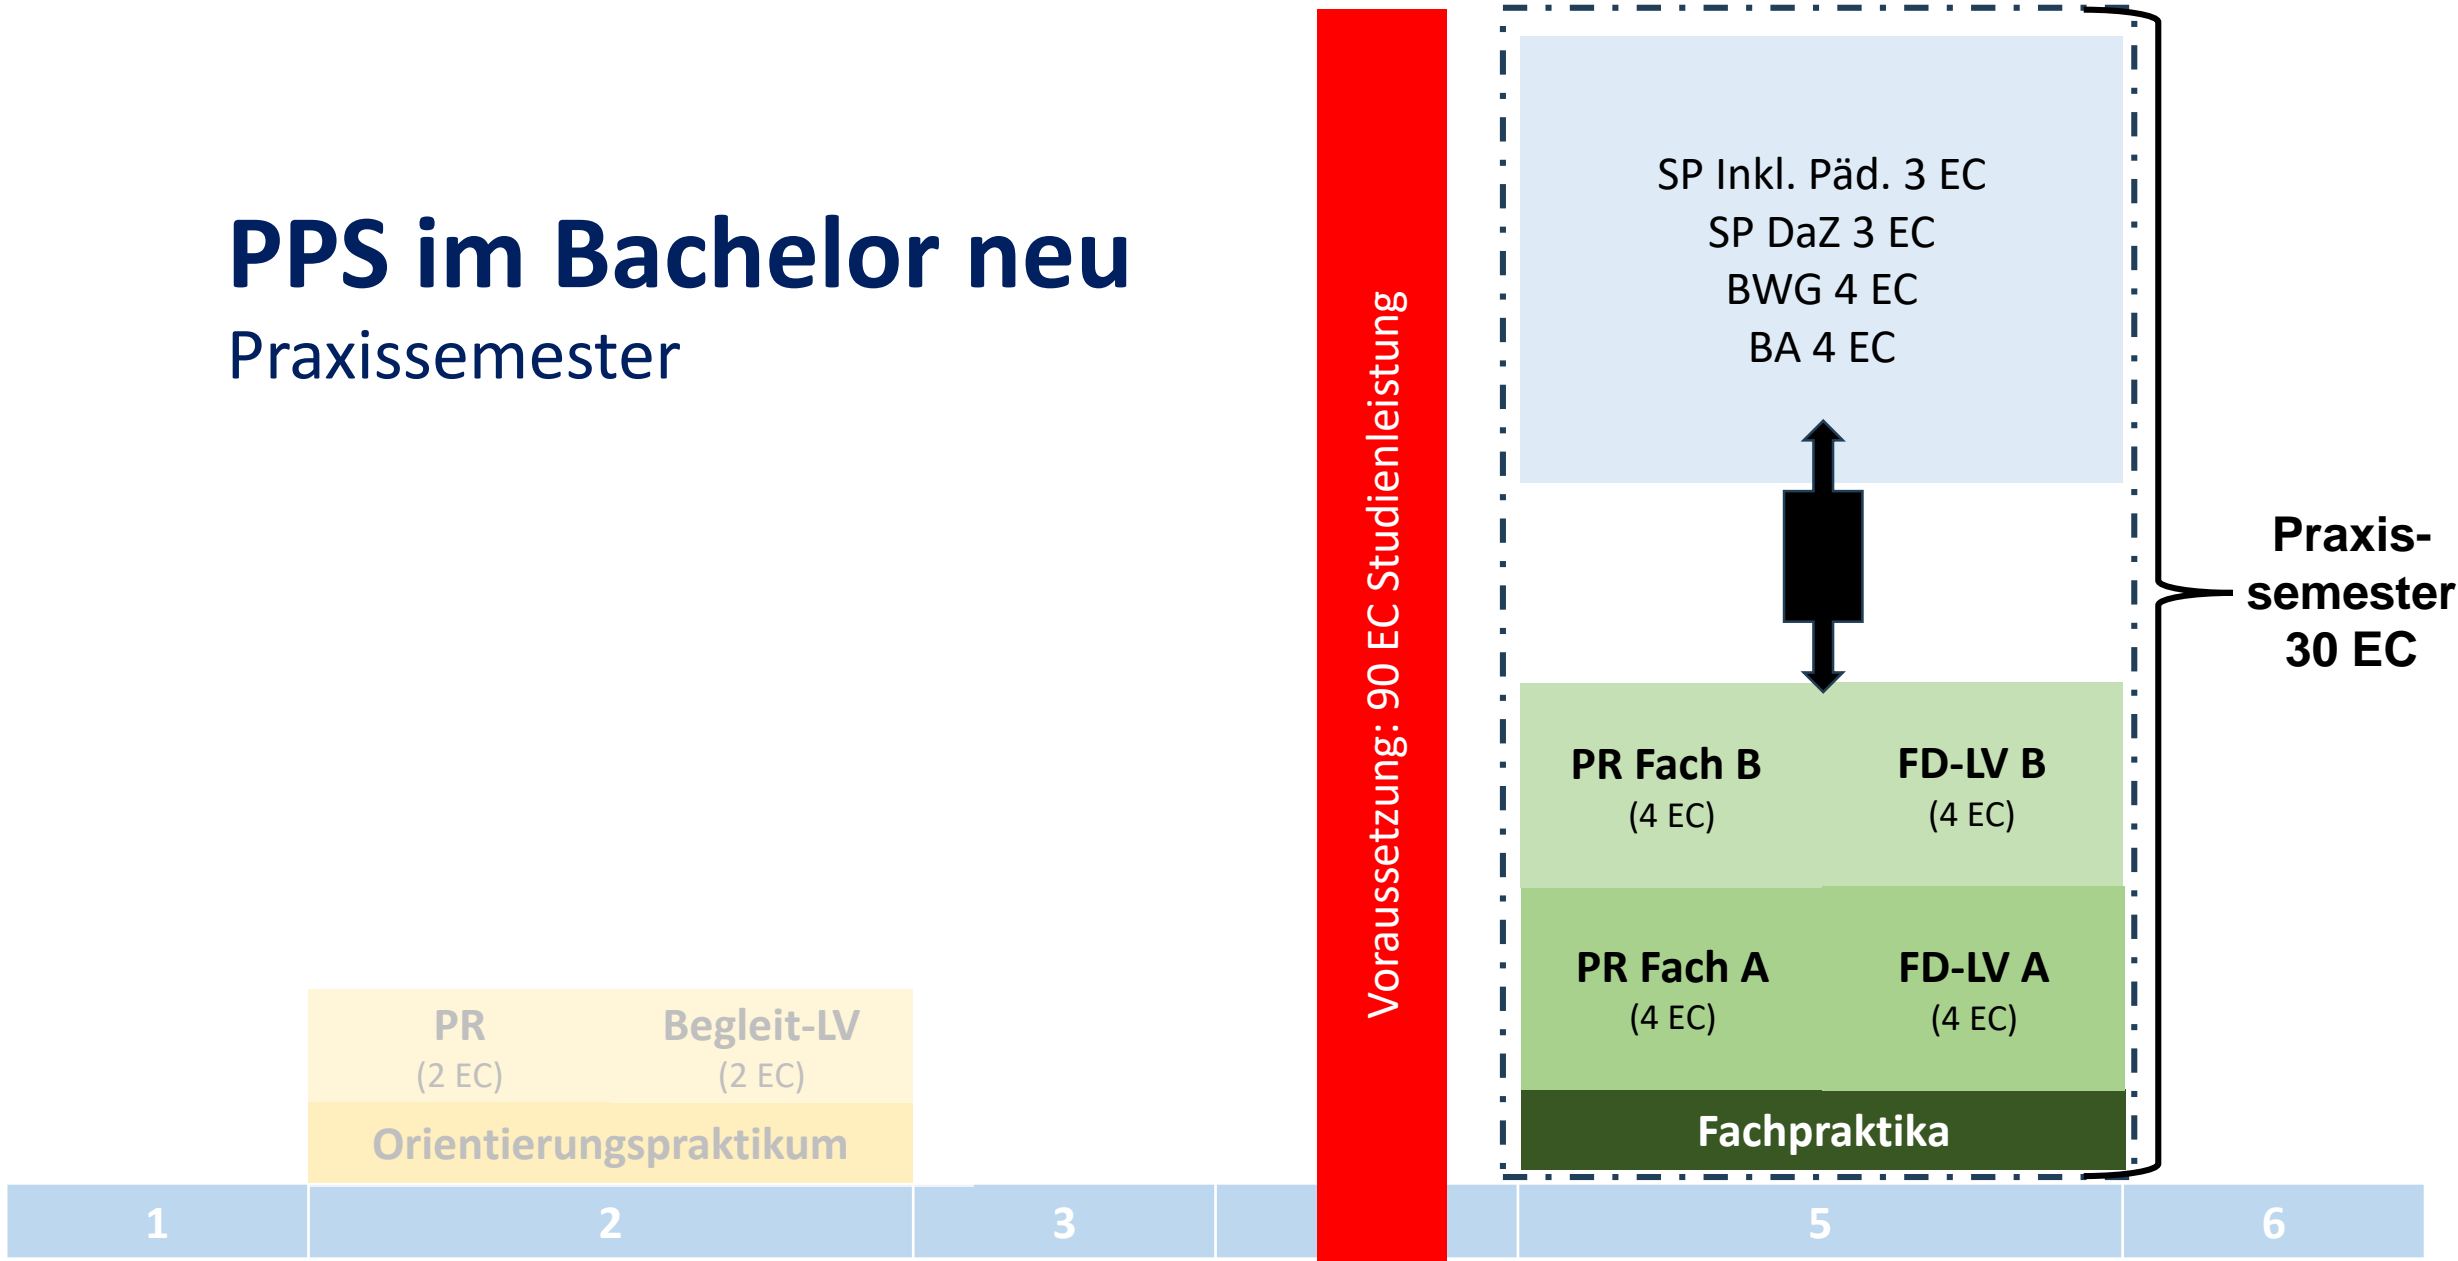 PPS im Bachelor neu
Praxissemester
Voraussetzung: 90 EC Studienleistung
SP Inkl. Päd. 3 EC
SP DaZ 3 EC
BWG 4 EC
BA 4 EC
Praxis-
semester
30 EC
PR Fach B
(4 EC)
FD-LV B
(4 EC)
PR Fach A
(4 EC)
FD-LV A
(4 EC)
Fachpraktika
PR
(2 EC)
Begleit-LV
(2 EC)
Orientierungspraktikum
1
2
3
5
6